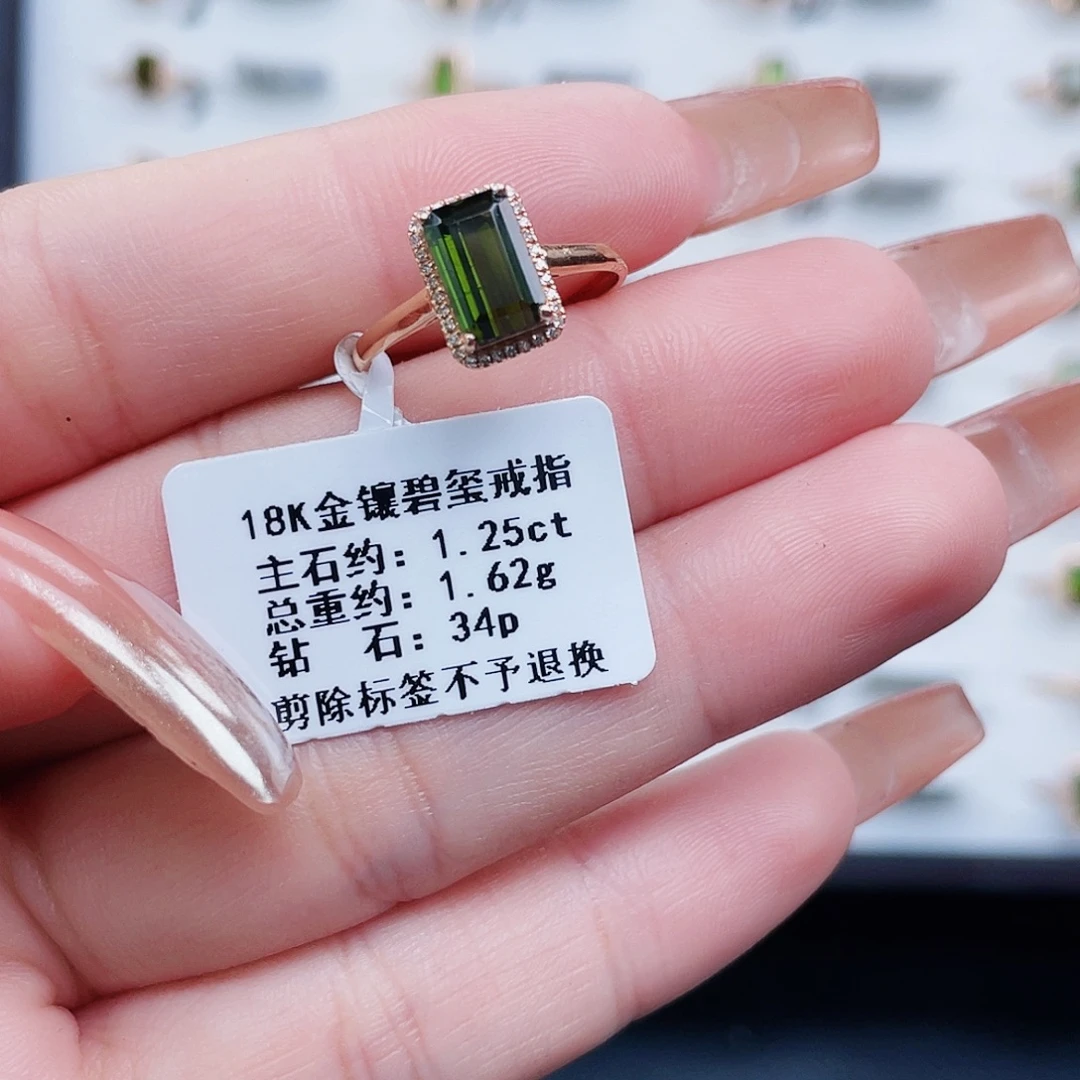 18K金镶碧玺戒指
主石约: 1.25ct
总重约: 1.62g
钻 石: 34p
剪除标签不予退换